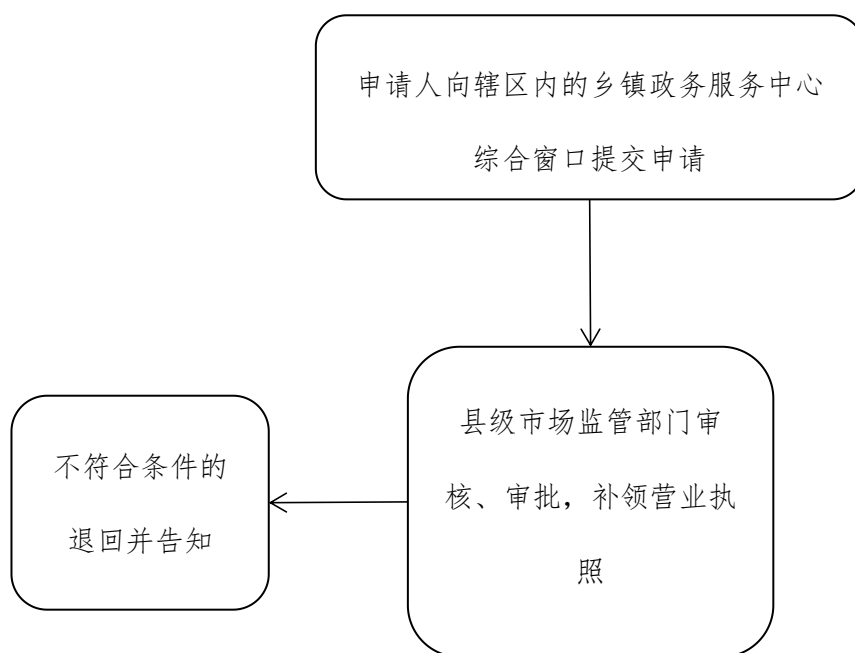 申请人向辖区内的乡镇政务服务中心
综合窗口提交申请
县级市场监管部门审
核、审批，补领营业执
照
不符合条件的
退回并告知